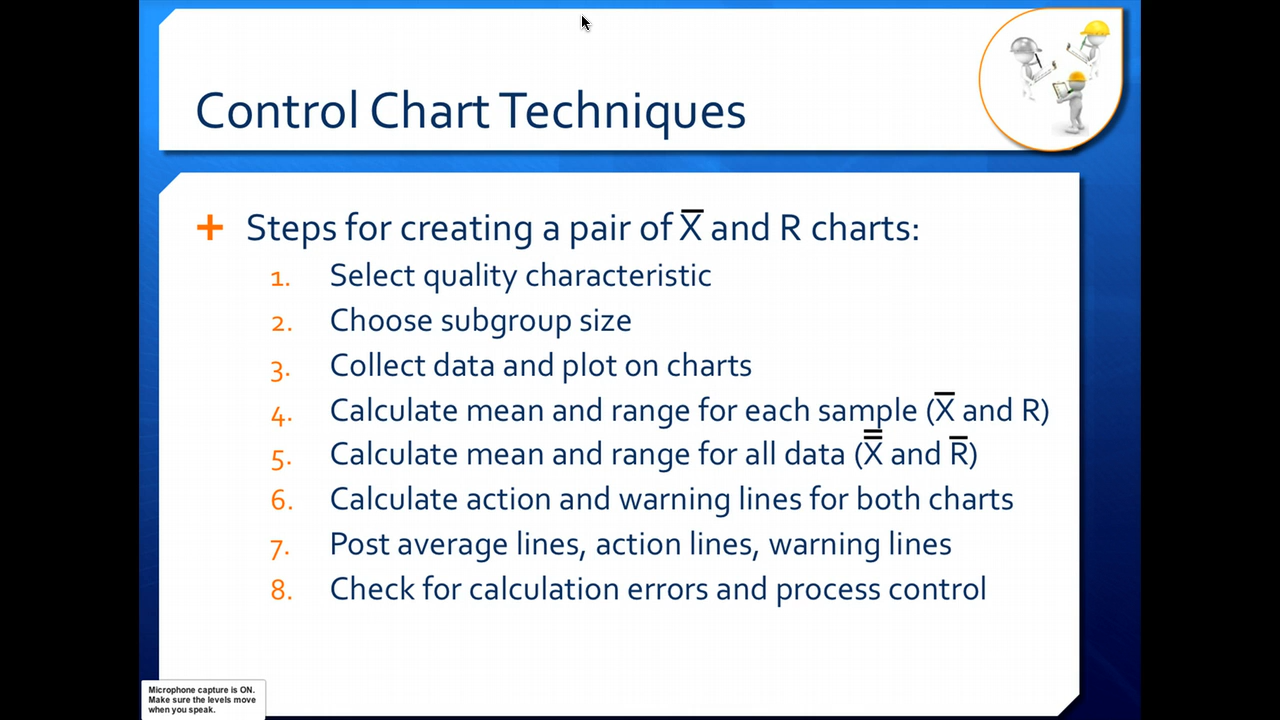 Control Chart Techniques
+ Steps for creating a pair of X̅ and R charts:
1. Select quality characteristic
2. Choose subgroup size
3. Collect data and plot on charts
4. Calculate mean and range for each sample (X̅ and R)
5. Calculate mean and range for all data (X̿ and R̅)
6. Calculate action and warning lines for both charts
7. Post average lines, action lines, warning lines
8. Check for calculation errors and process control
Microphone capture is ON.
Make sure the levels move
when you speak.